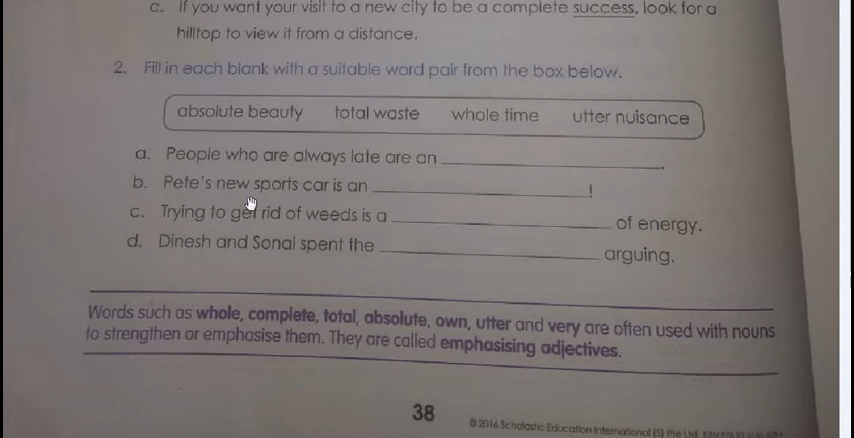 c. If you want your visit to a new city to be a complete success, look for a
hilltop to view it from a distance.
2. Fill in each blank with a suitable word pair from the box below.
absolute beauty total waste whole time utter nuisance
a. People who are always late are an ____________.
b. Pete's new sports car is an ____________!
c. Trying to get rid of weeds is a ____________ of energy.
d. Dinesh and Sonal spent the ____________ arguing.
Words such as whole, complete, total, absolute, own, utter and very are often used with nouns
to strengthen or emphasise them. They are called emphasising adjectives.
38
© 2016 Scholastic Education International (S) Pte Ltd